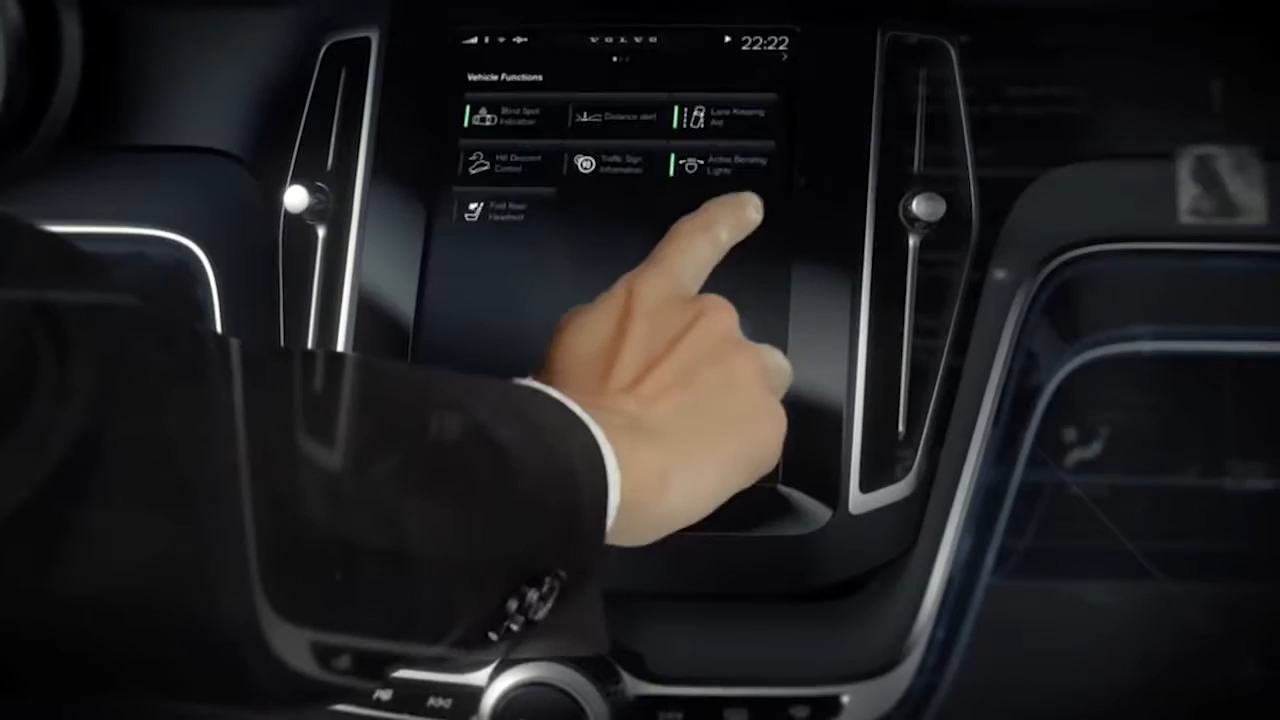 VOLVO
22:22
Vehicle Functions
Blind Spot
Indication
Distance alert
Lane Keeping
Aid
Hill Descent
Control
Traffic Sign
Information
Active Bending
Lights
Fold Rear
Headrest